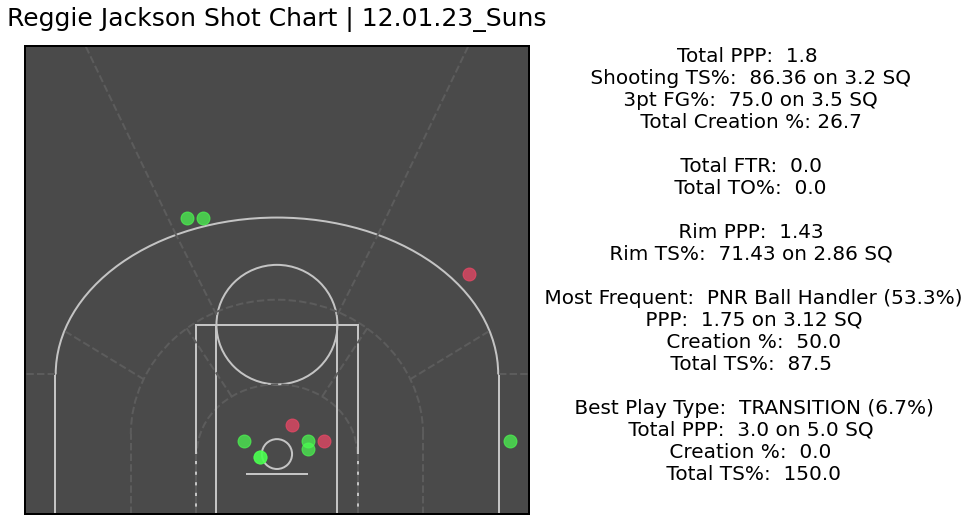 Reggie Jackson Shot Chart | 12.01.23_Suns
Total PPP: 1.8
Shooting TS%: 86.36 on 3.2 SQ
3pt FG%: 75.0 on 3.5 SQ
Total Creation %: 26.7
Total FTR: 0.0
Total TO%: 0.0
Rim PPP: 1.43
Rim TS%: 71.43 on 2.86 SQ
Most Frequent: PNR Ball Handler (53.3%)
PPP: 1.75 on 3.12 SQ
Creation %: 50.0
Total TS%: 87.5
Best Play Type: TRANSITION (6.7%)
Total PPP: 3.0 on 5.0 SQ
Creation %: 0.0
Total TS%: 150.0